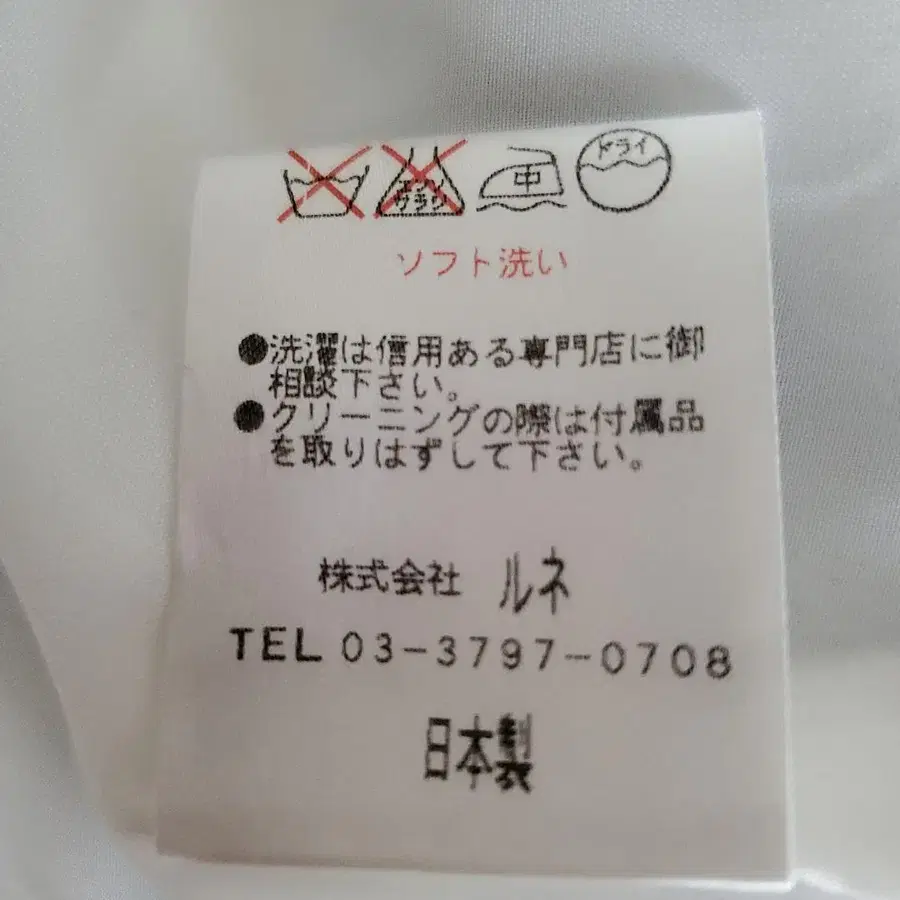 エンソ サラシ 中 ドライ
ソフト洗い
●洗濯は信用ある専門店に御
相談下さい。
●クリーニングの際は付属品
を取りはずして下さい。
株式会社 ルネ
TEL 03-3797-0708
日本製